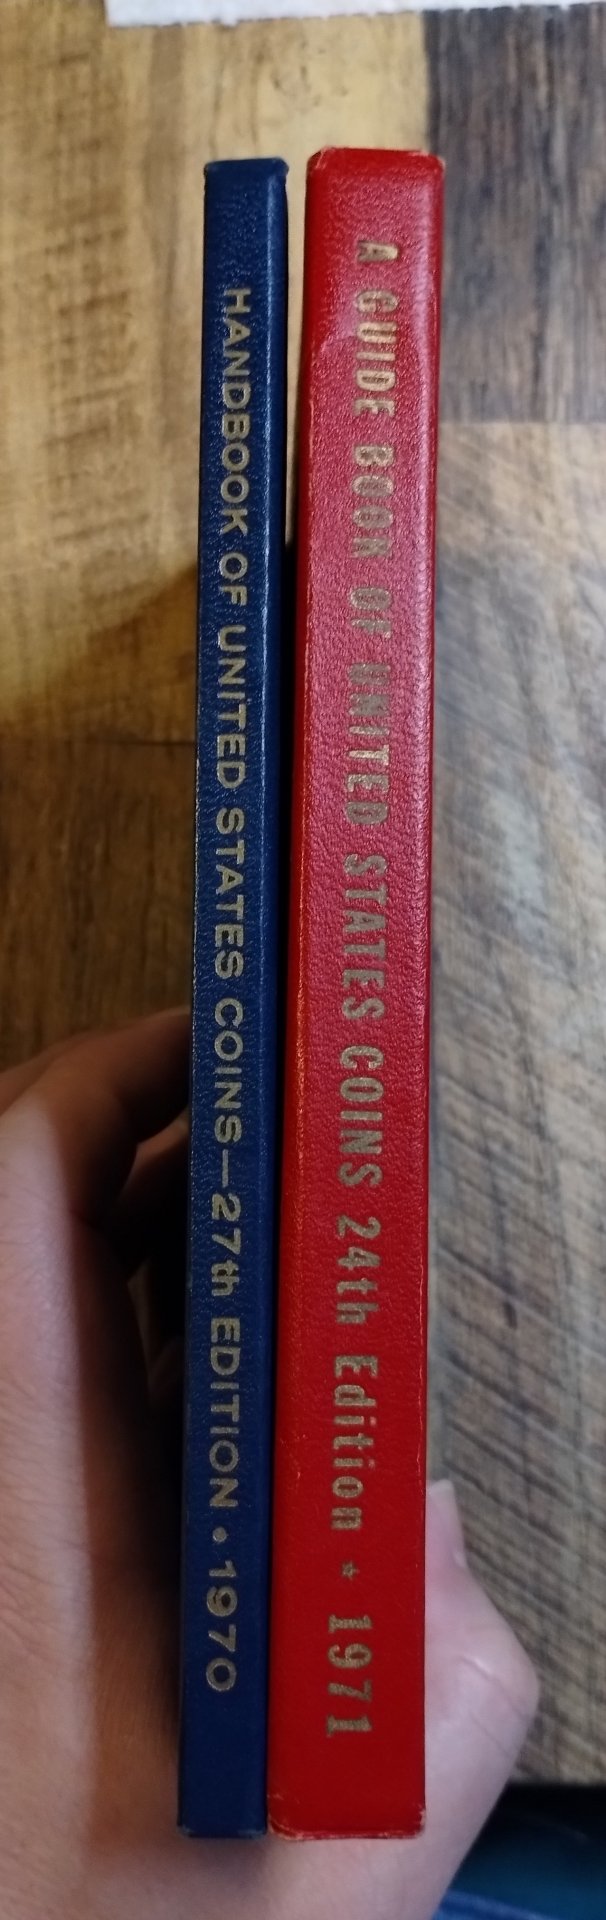 HANDBOOK OF UNITED STATES COINS—27th EDITION • 1970
A GUIDE BOOK OF UNITED STATES COINS 24th Edition ★ 1971